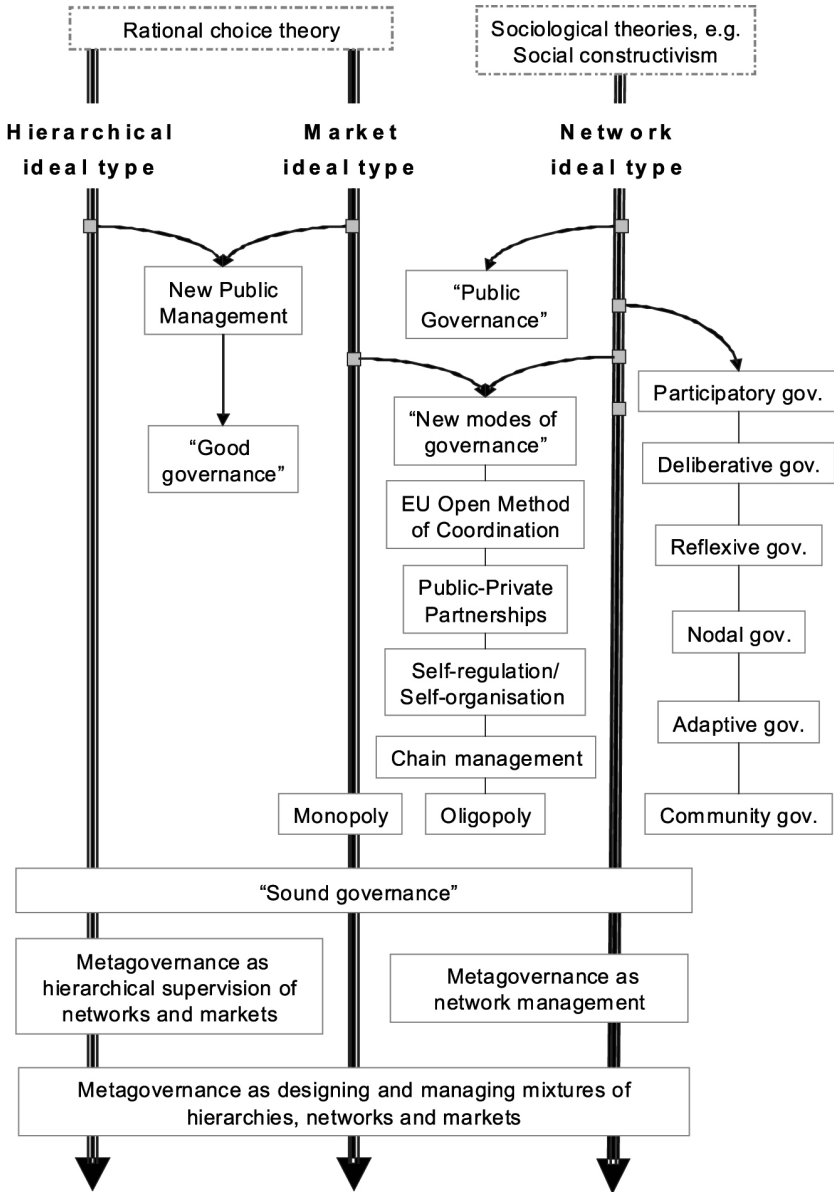 Rational choice theory
Sociological theories, e.g.
Social constructivism
Hierarchical
ideal type
Market
ideal type
Network
ideal type
New Public
Management
“Public
Governance”
Participatory gov.
“Good
governance”
“New modes of
governance”
Deliberative gov.
EU Open Method
of Coordination
Reflexive gov.
Public-Private
Partnerships
Nodal gov.
Self-regulation/
Self-organisation
Adaptive gov.
Chain management
Monopoly
Oligopoly
Community gov.
“Sound governance”
Metagovernance as
hierarchical supervision of
networks and markets
Metagovernance as
network management
Metagovernance as designing and managing mixtures of
hierarchies, networks and markets